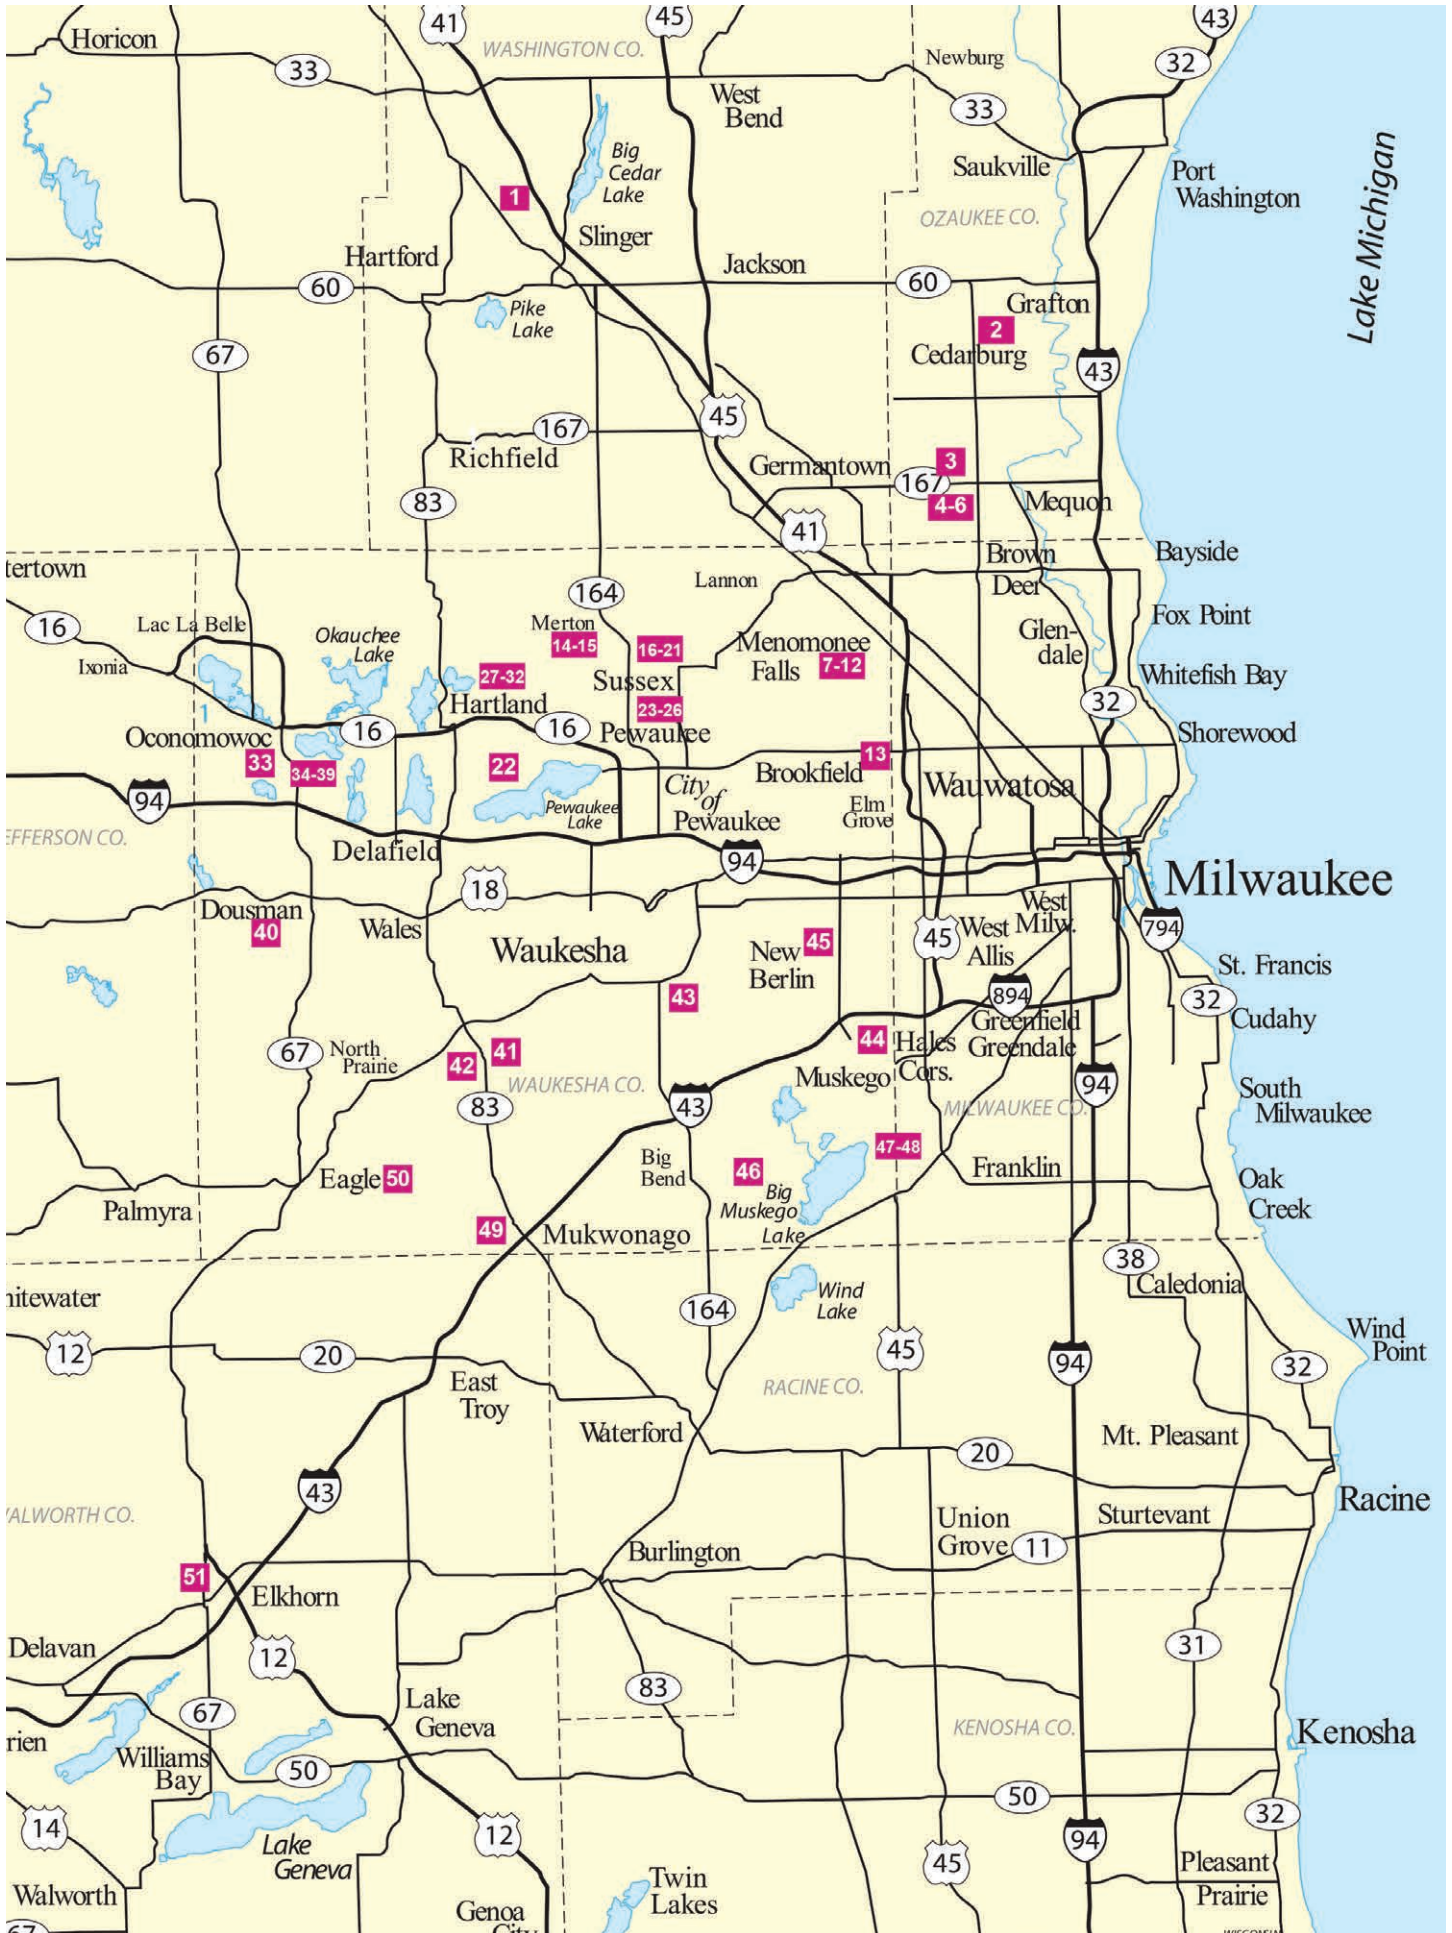 41
45
43
Horicon
WASHINGTON CO.
Newburg
32
33
West
Bend
33
Big
Cedar
Lake
Saukville
Port
Washington
Lake Michigan
1
OZAUKEE CO.
Slinger
Hartford
Jackson
60
60
Grafton
Pike
Lake
2
Cedarburg
67
43
45
167
Richfield
Germantown
3
167
4-6
83
Mequon
41
Brown
Deer
Bayside
tertown
Lannon
164
16
Lac La Belle
Ixonia
Okauchee
Lake
Merton
14-15
16-21
Menomonee
Falls
7-12
Glen-
dale
Fox Point
27-32
Sussex
Whitefish Bay
Hartland
23-26
32
16
16
Pewaukee
Shorewood
Oconomowoc
33
34-39
22
13
Brookfield
Wauwatosa
94
Pewaukee
Lake
City
of
Pewaukee
Elm
Grove
EFFERSON CO.
Delafield
94
Milwaukee
18
Dousman
40
Wales
Waukesha
New
Berlin
45
45
West
Allis
West
Milw.
794
St. Francis
43
894
32
Cudahy
Greenfield
Greendale
67
North
Prairie
42
41
44
Hales
Cors.
WAUKESHA CO.
Muskego
94
83
43
MILWAUKEE CO.
South
Milwaukee
47-48
Big
Bend
46
Big
Muskego
Lake
Franklin
Eagle
50
Oak
Creek
Palmyra
49
Mukwonago
38
Caledonia
hitewater
Wind
Lake
164
Wind
Point
12
20
45
94
32
East
Troy
RACINE CO.
Waterford
Mt. Pleasant
20
43
Racine
ALWORTH CO.
Union
Grove
11
Sturtevant
Burlington
51
Elkhorn
Delavan
12
31
83
67
Lake
Geneva
KENOSHA CO.
Kenosha
rien
Williams
Bay
50
50
32
14
12
94
Lake
Geneva
45
Pleasant
Prairie
Walworth
Twin
Lakes
Genoa
City
67
WISCONSIN